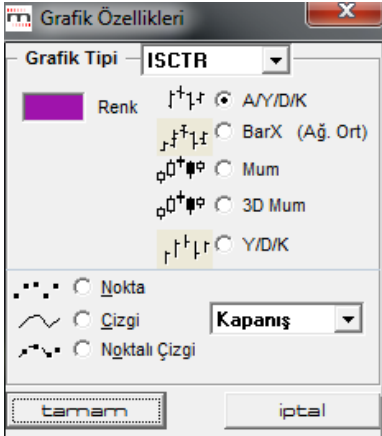 Grafik Özellikleri
Grafik Tipi ISCTR
Renk A/Y/D/K
BarX (Ağ. Ort)
Mum
3D Mum
Y/D/K
Nokta
Çizgi Kapanış
Noktalı Çizgi
tamam iptal